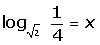 log√2 1/4 = x